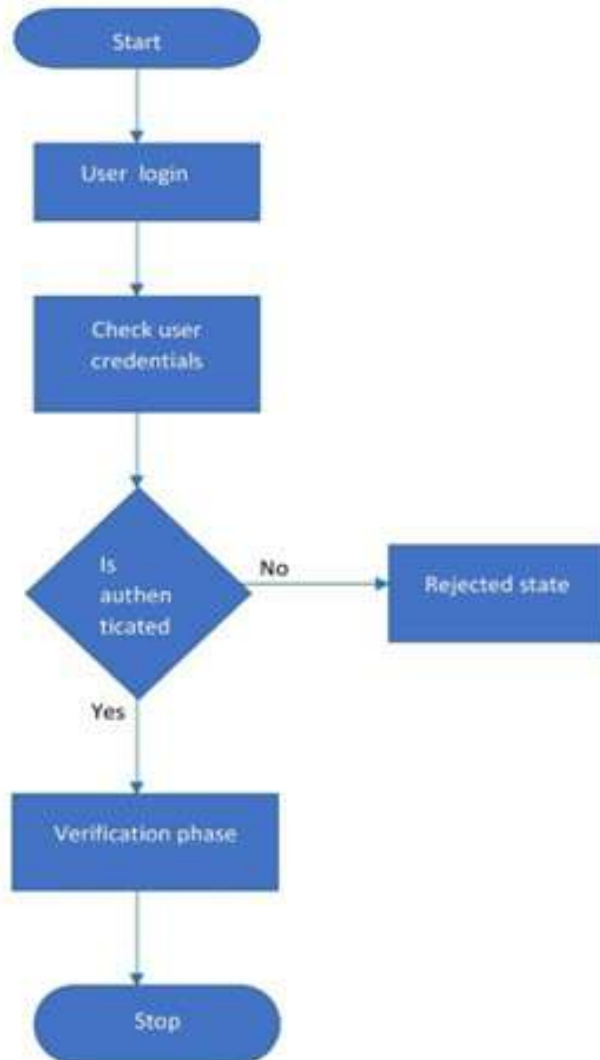 Start
User login
Check user
credentials
Is
authen
ticated
No
Rejected state
Yes
Verification phase
Stop